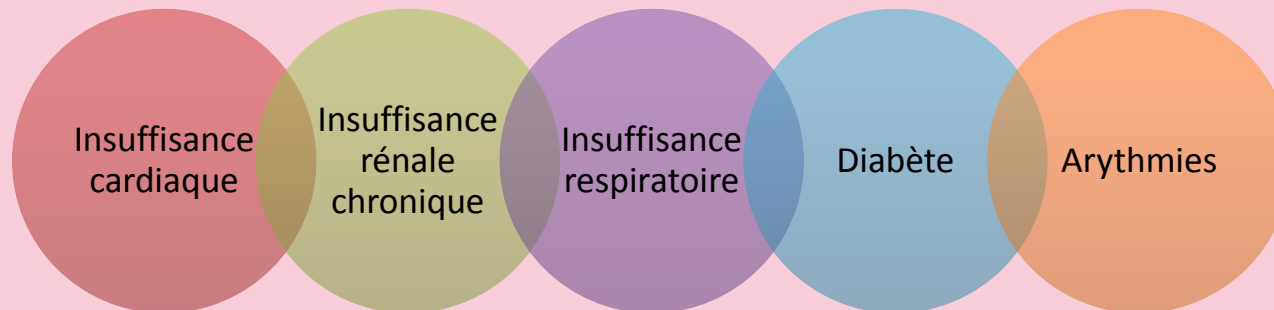 Insuffisance
cardiaque
Insuffisance
rénale
chronique
Insuffisance
respiratoire
Diabète
Arythmies